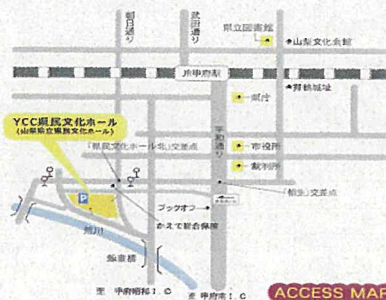 朝日通り
武田通り
県立図書館
山梨文化会館
JR甲府駅
舞鶴城址
県庁
YCC県民文化ホール
(山梨県立県民文化ホール)
平和通り
「県民文化ホール北」交差点
市役所
裁判所
P
「相生」交差点
ブックオフ
荒川
かえで総合保険
飯豊橋
至 甲府昭和I.C
至 甲府南I.C
ACCESS MAP